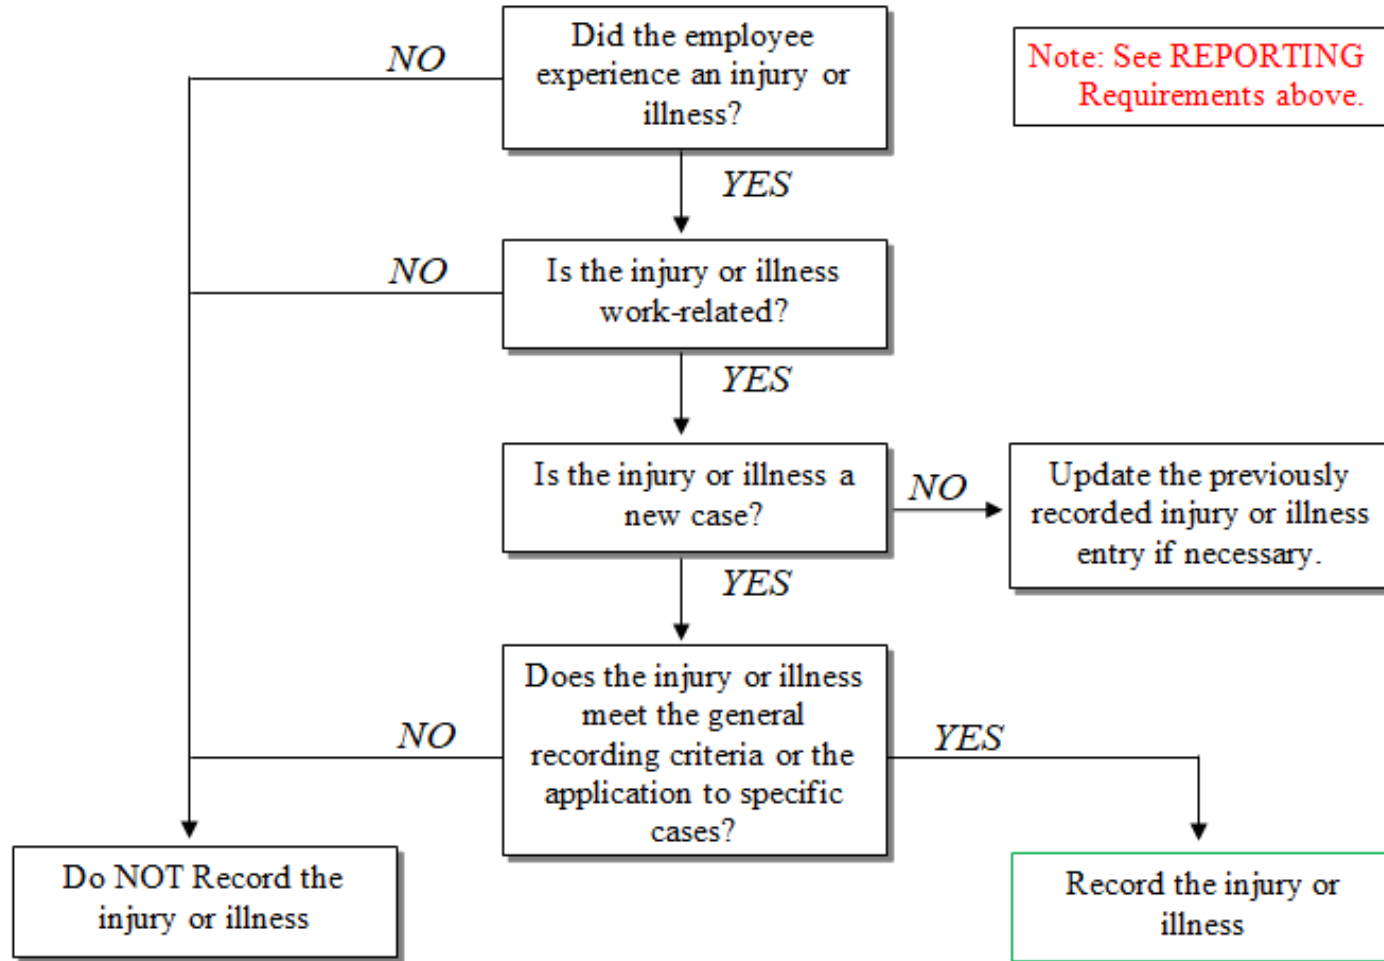 Did the employee
experience an injury or
illness?
NO
Note: See REPORTING
Requirements above.
YES
Is the injury or illness
work-related?
NO
YES
Is the injury or illness a
new case?
NO
Update the previously
recorded injury or illness
entry if necessary.
YES
Does the injury or illness
meet the general
recording criteria or the
application to specific
cases?
NO
YES
Do NOT Record the
injury or illness
Record the injury or
illness